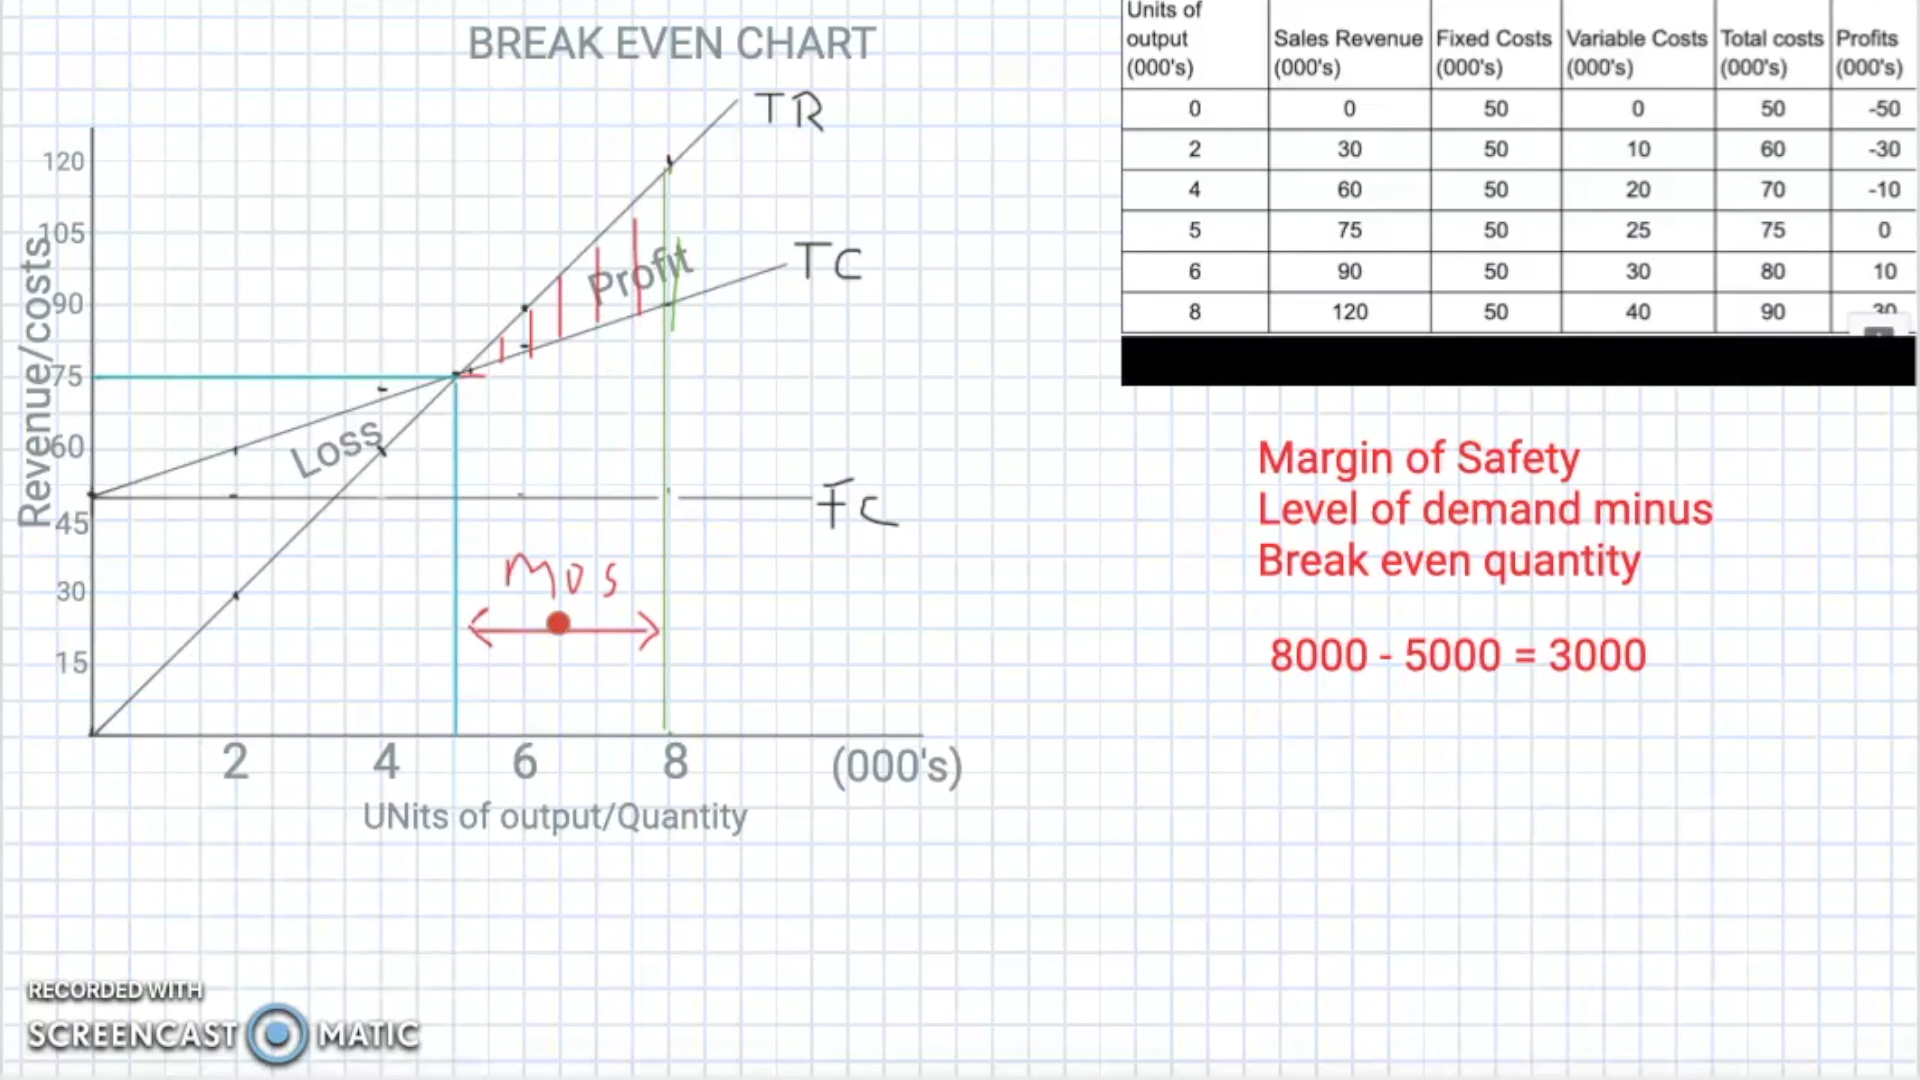 BREAK EVEN CHART
Units of
output
(000's)
Sales Revenue
(000's)
Fixed Costs
(000's)
Variable Costs
(000's)
Total costs
(000's)
Profits
(000's)
0 0 50 0 50 -50
2 30 50 10 60 -30
4 60 50 20 70 -10
5 75 50 25 75 0
6 90 50 30 80 10
8 120 50 40 90 30
TR
TC
FC
Profit
Loss
MOS
Revenue/costs
120
105
90
75
60
45
30
15
2 4 6 8 (000's)
UNits of output/Quantity
Margin of Safety
Level of demand minus
Break even quantity
8000 - 5000 = 3000
RECORDED WITH
SCREENCAST MATIC